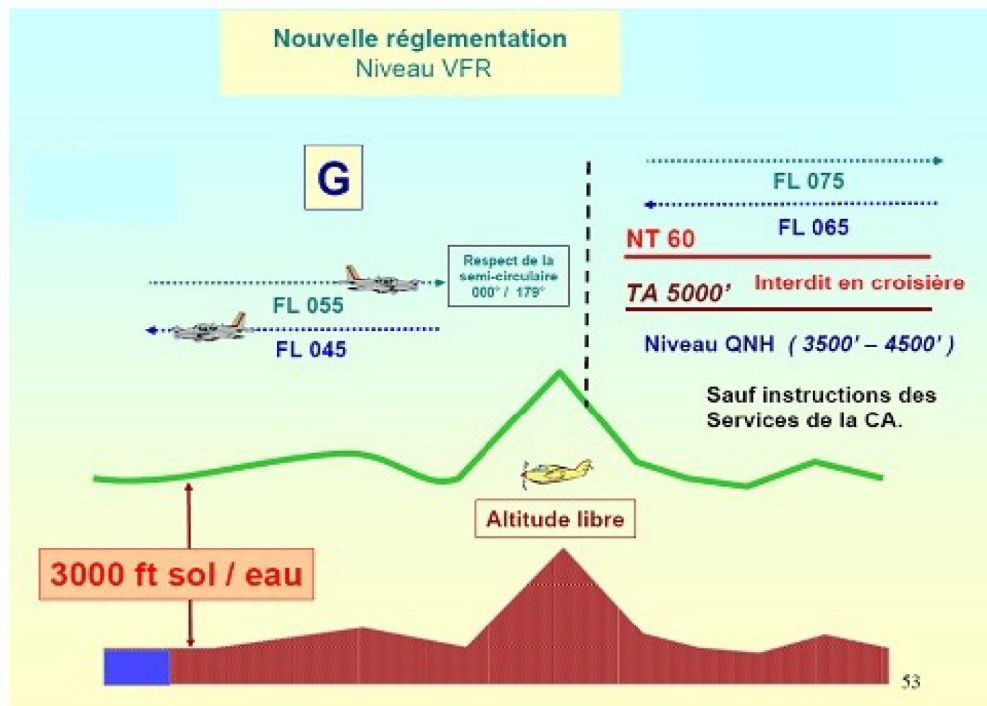 Nouvelle réglementation
Niveau VFR
G
FL 075
FL 065
NT 60
Respect de la
semi-circulaire
000° / 179°
Interdit en croisière
TA 5000'
FL 055
FL 045
Niveau QNH ( 3500' – 4500' )
Sauf instructions des
Services de la CA.
Altitude libre
3000 ft sol / eau
53